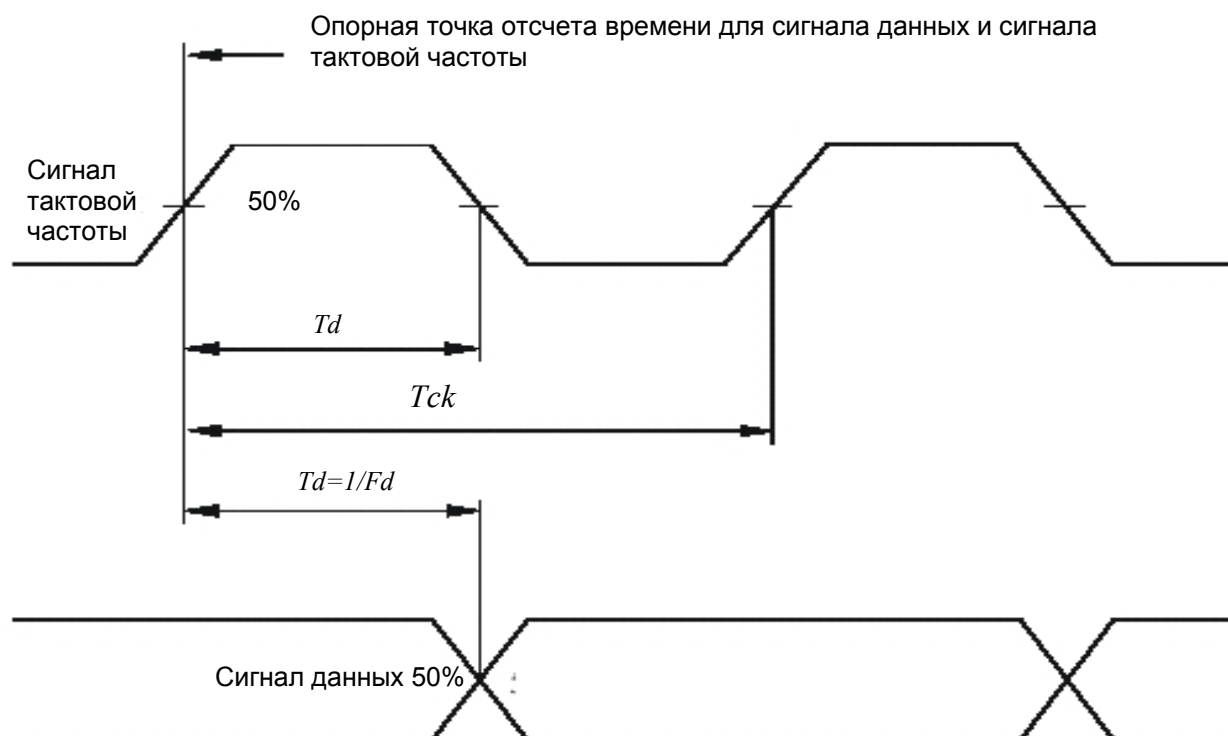 Опорная точка отсчета времени для сигнала данных и сигнала
тактовой частоты
Сигнал
тактовой
частоты
50%
Td
Tck
Td=1/Fd
Сигнал данных 50%